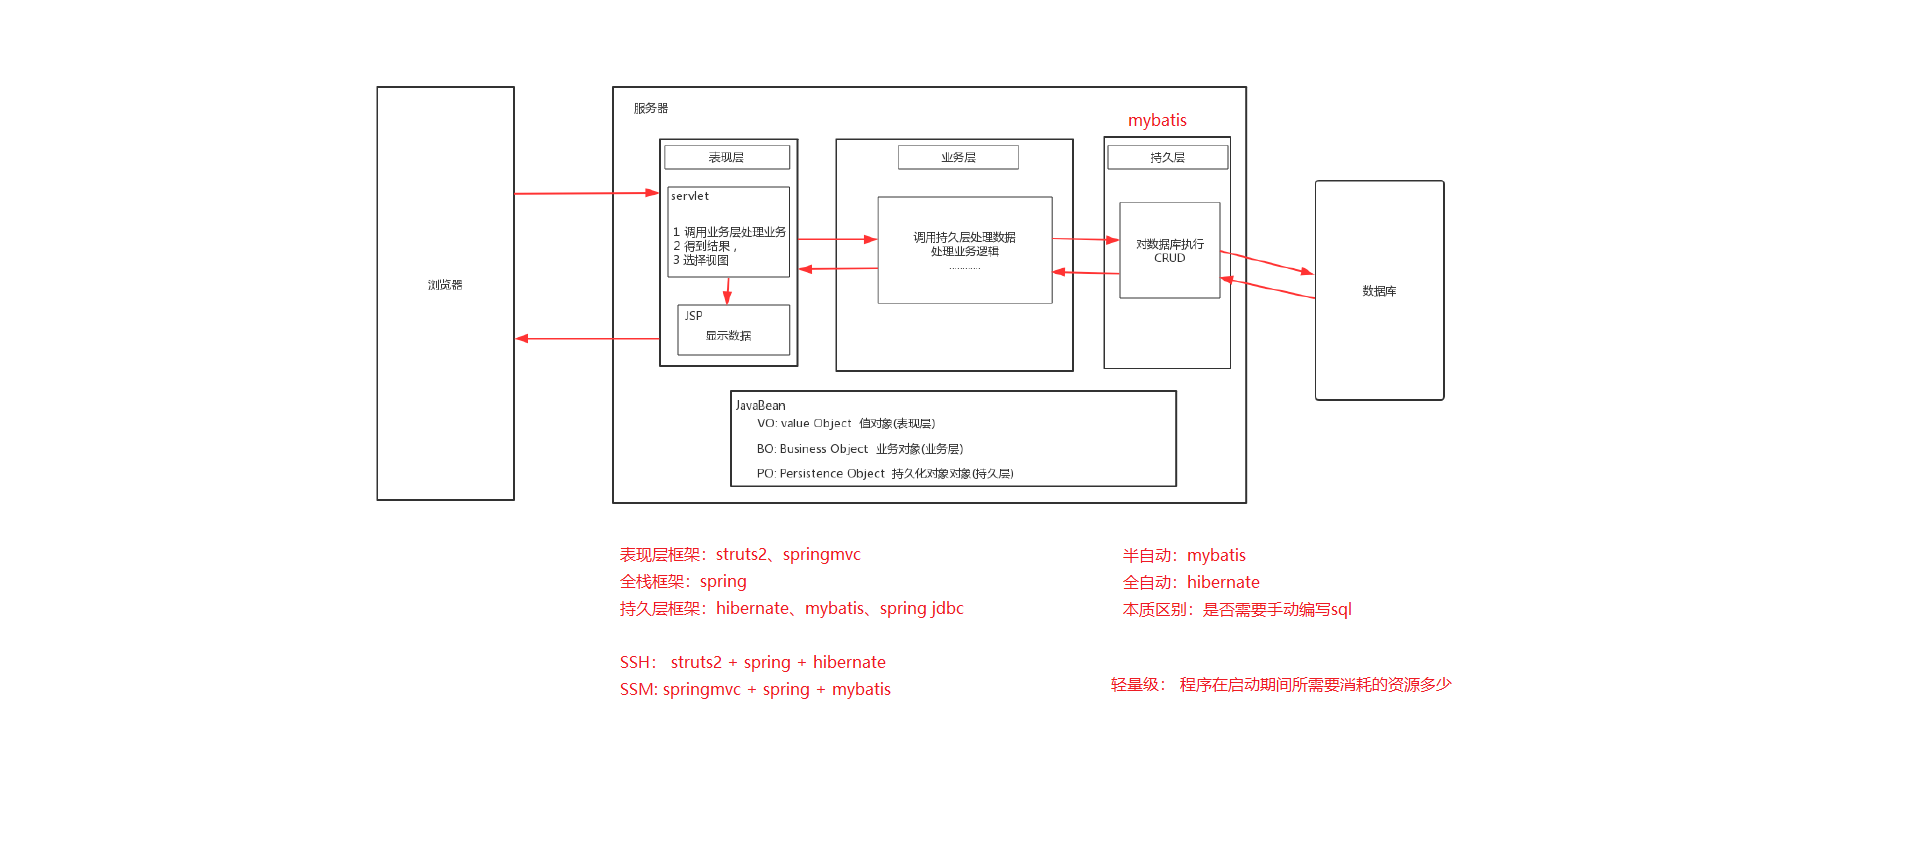 服务器
mybatis
表现层
业务层
持久层
servlet
1 调用业务层处理业务
2 得到结果，
3 选择视图
调用持久层处理数据
处理业务逻辑
............
对数据库执行
CRUD
浏览器
数据库
JSP
显示数据
JavaBean
VO: value Object 值对象(表现层)
BO: Business Object 业务对象(业务层)
PO: Persistence Object 持久化对象对象(持久层)
表现层框架：struts2、springmvc
全栈框架：spring
持久层框架：hibernate、mybatis、spring jdbc
SSH： struts2 + spring + hibernate
SSM: springmvc + spring + mybatis
半自动：mybatis
全自动：hibernate
本质区别：是否需要手动编写sql
轻量级： 程序在启动期间所需要消耗的资源多少